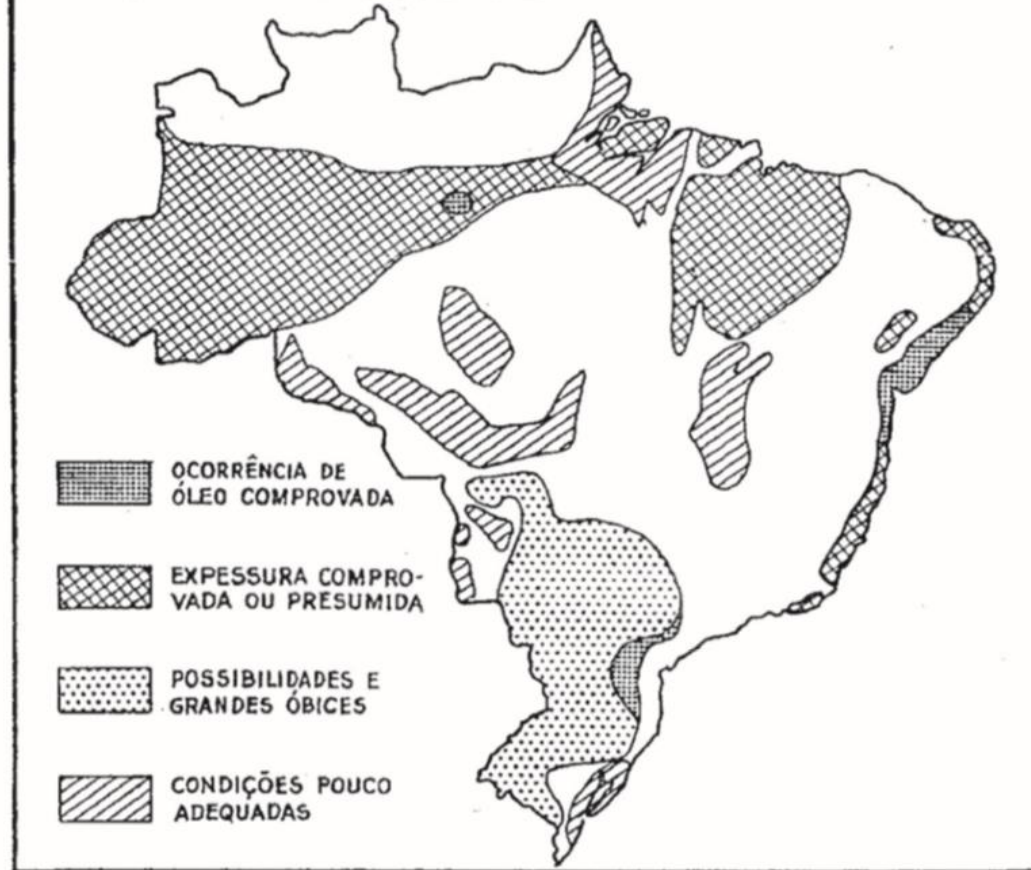 OCORRÊNCIA DE
ÓLEO COMPROVADA
EXPESSURA COMPRO-
VADA OU PRESUMIDA
POSSIBILIDADES E
GRANDES ÓBICES
CONDIÇÕES POUCO
ADEQUADAS